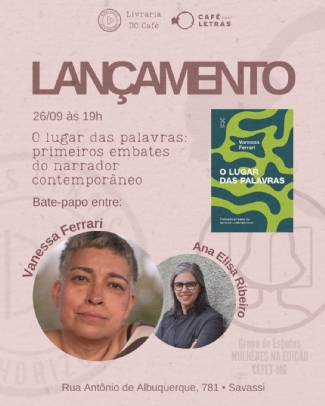 Livraria
DO Café
CAFÉ com
LETRAS
LANÇAMENTO
26/09 às 19h
O lugar das palavras:
primeiros embates
do narrador
contemporâneo
Bate-papo entre:
Vanessa
Ferrari
O LUGAR
DAS PALAVRAS
Vanessa Ferrari
Ana Elisa Ribeiro
Grupo de Estudos
MULHERES NA EDIÇÃO
CEFET-MG
Rua Antônio de Albuquerque, 781 • Savassi